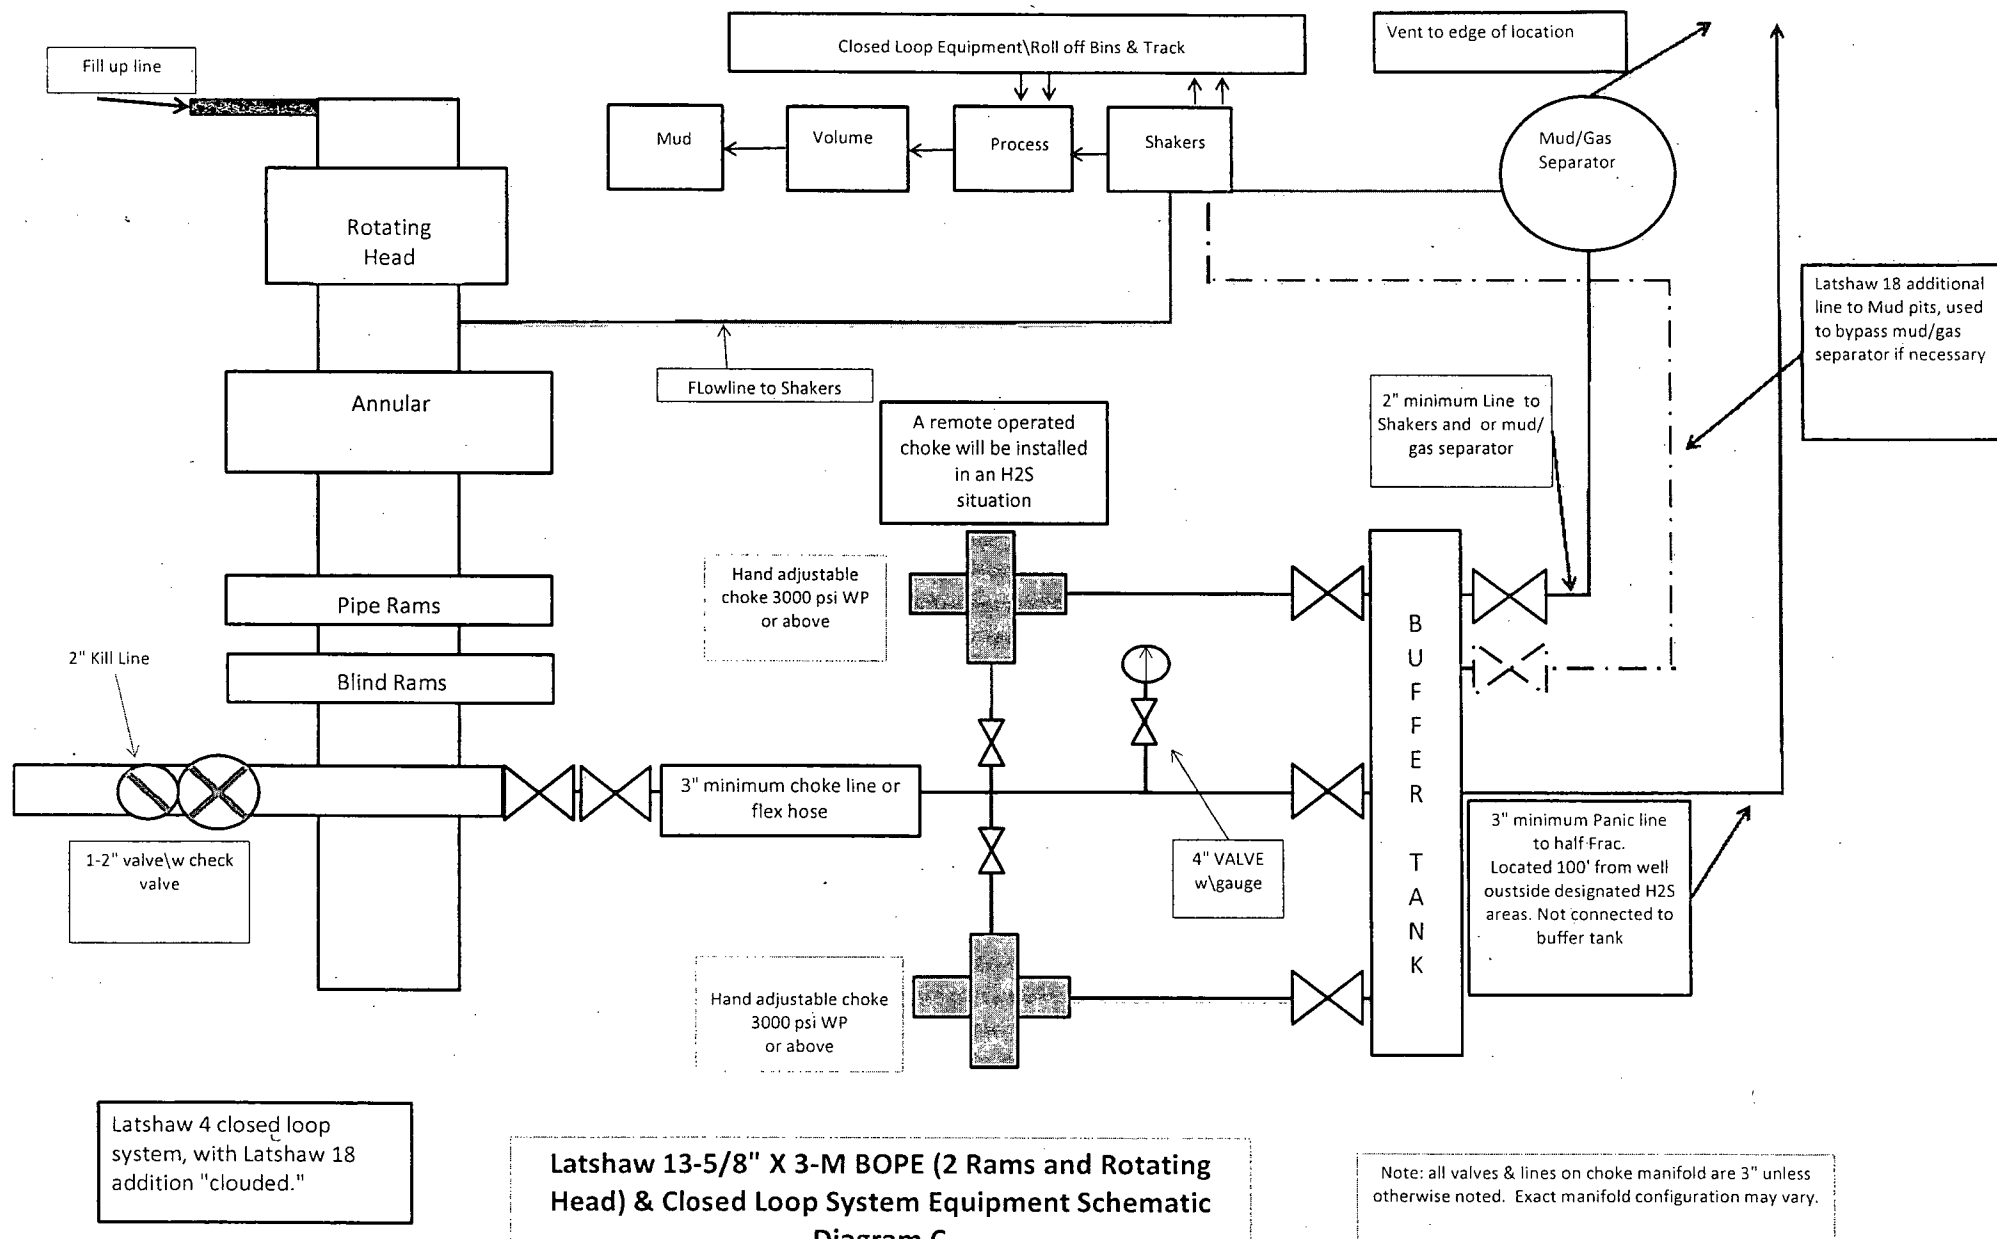 Closed Loop Equipment\Roll off Bins & Track
Vent to edge of location
Fill up line
Mud
Volume
Process
Shakers
Mud/Gas
Separator
Rotating
Head
Latshaw 18 additional
line to Mud pits, used
to bypass mud/gas
separator if necessary
FLowline to Shakers
Annular
2" minimum Line to
Shakers and or mud/
gas separator
A remote operated
choke will be installed
in an H2S
situation
Hand adjustable
choke 3000 psi WP
or above
Pipe Rams
2" Kill Line
Blind Rams
BUFFER TANK
3" minimum choke line or
flex hose
1-2" valve\w check
valve
4" VALVE
w\gauge
3" minimum Panic line
to half Frac.
Located 100' from well
oustside designated H2S
areas. Not connected to
buffer tank
Hand adjustable choke
3000 psi WP
or above
Latshaw 4 closed loop
system, with Latshaw 18
addition "clouded."
Latshaw 13-5/8" X 3-M BOPE (2 Rams and Rotating
Head) & Closed Loop System Equipment Schematic
Diagram C
Note: all valves & lines on choke manifold are 3" unless
otherwise noted. Exact manifold configuration may vary.